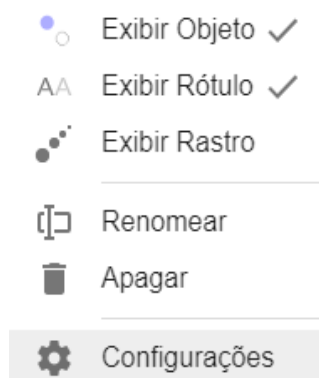 Exibir Objeto
AA Exibir Rótulo
Exibir Rastro
Renomear
Apagar
Configurações